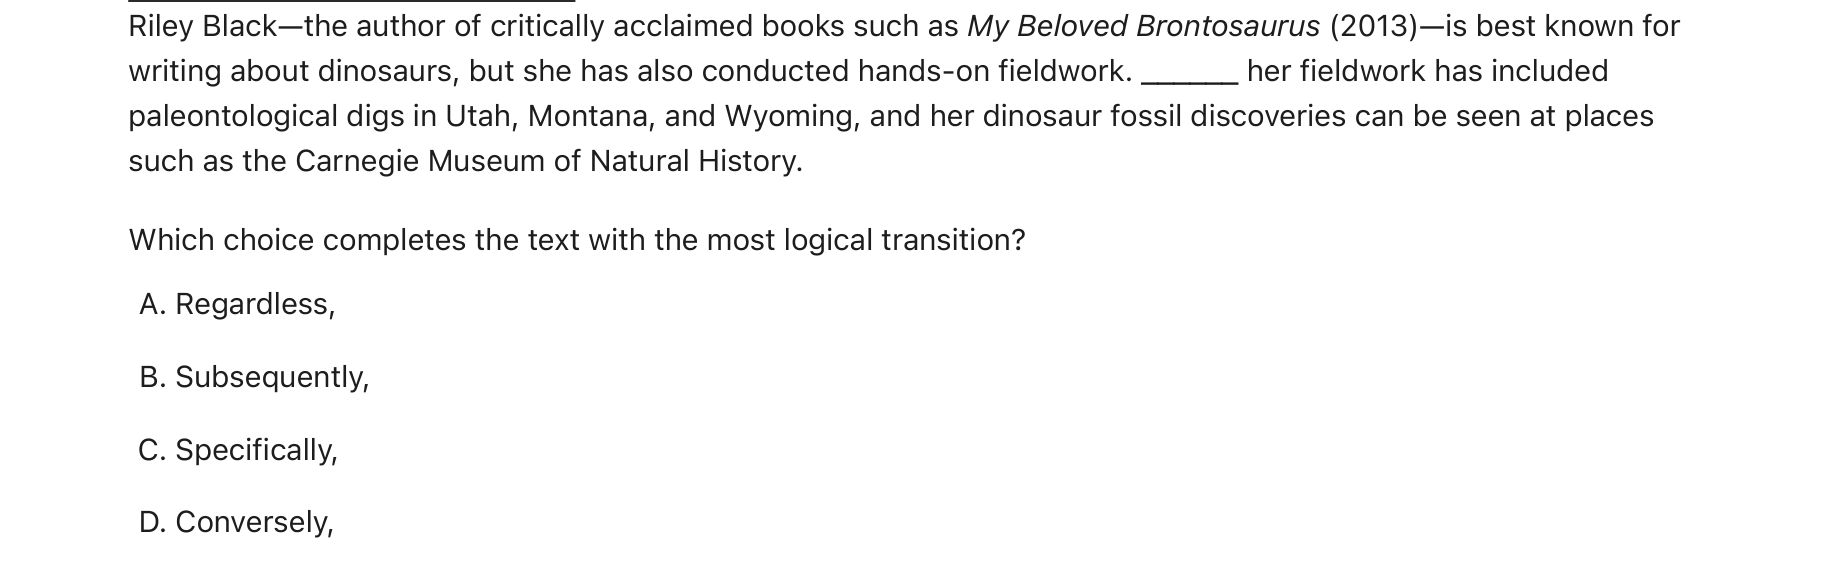 Riley Black—the author of critically acclaimed books such as My Beloved Brontosaurus (2013)—is best known for
writing about dinosaurs, but she has also conducted hands-on fieldwork. ______ her fieldwork has included
paleontological digs in Utah, Montana, and Wyoming, and her dinosaur fossil discoveries can be seen at places
such as the Carnegie Museum of Natural History.
Which choice completes the text with the most logical transition?
A. Regardless,
B. Subsequently,
C. Specifically,
D. Conversely,